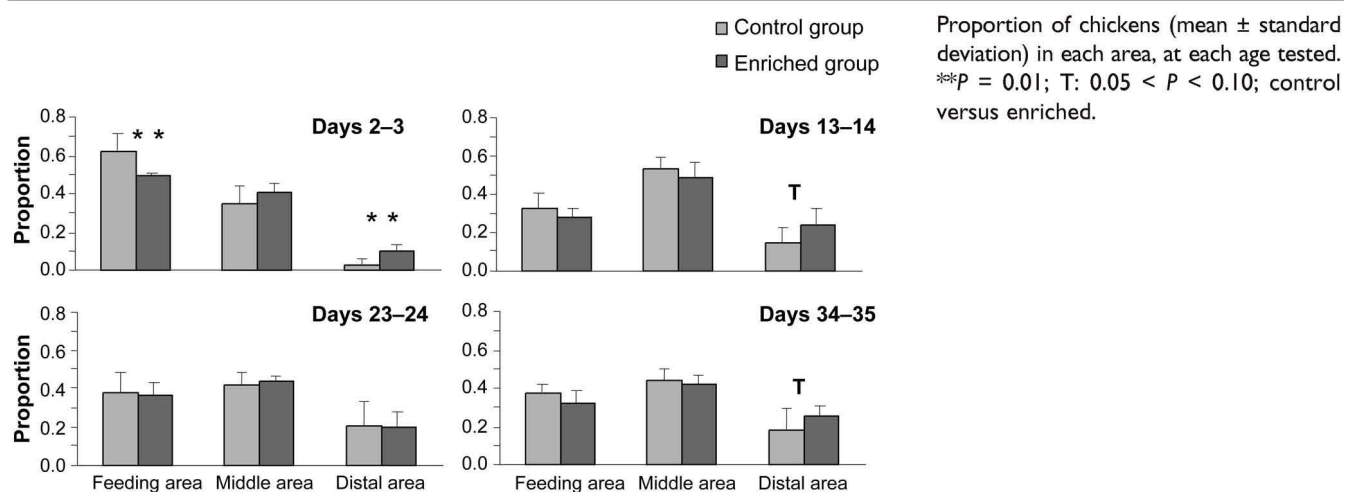 Control group
Enriched group
Proportion of chickens (mean ± standard
deviation) in each area, at each age tested.
**P = 0.01; T: 0.05 < P < 0.10; control
versus enriched.
Proportion
0.8
0.6
0.4
0.2
0.0
* *
* *
Days 2–3
0.8
0.6
0.4
0.2
0.0
T
Days 13–14
Proportion
0.8
0.6
0.4
0.2
0.0
Days 23–24
Feeding area Middle area Distal area
0.8
0.6
0.4
0.2
0.0
T
Days 34–35
Feeding area Middle area Distal area